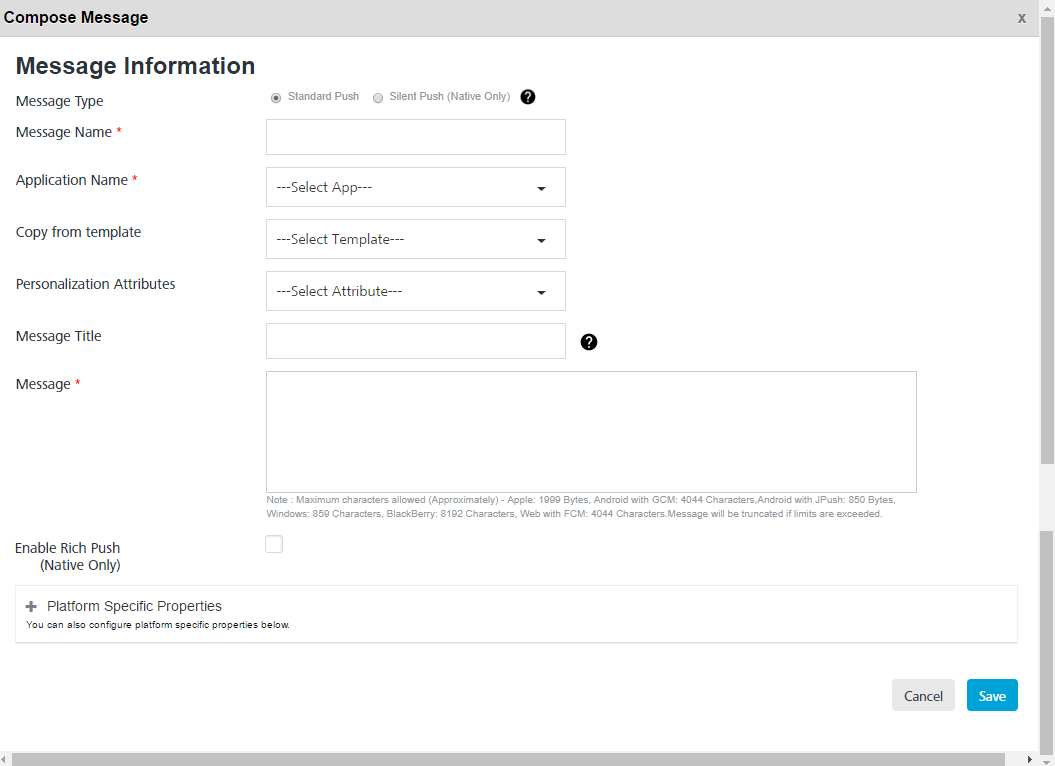 Compose Message x
Message Information
Message Type Standard Push Silent Push (Native Only) ?
Message Name *
Application Name * ---Select App---
Copy from template ---Select Template---
Personalization Attributes ---Select Attribute---
Message Title ?
Message *
Note : Maximum characters allowed (Approximately) - Apple: 1999 Bytes, Android with GCM: 4044 Characters,Android with JPush: 850 Bytes,
Windows: 859 Characters, BlackBerry: 8192 Characters, Web with FCM: 4044 Characters.Message will be truncated if limits are exceeded.
Enable Rich Push
(Native Only)
Platform Specific Properties
You can also configure platform specific properties below.
Cancel Save